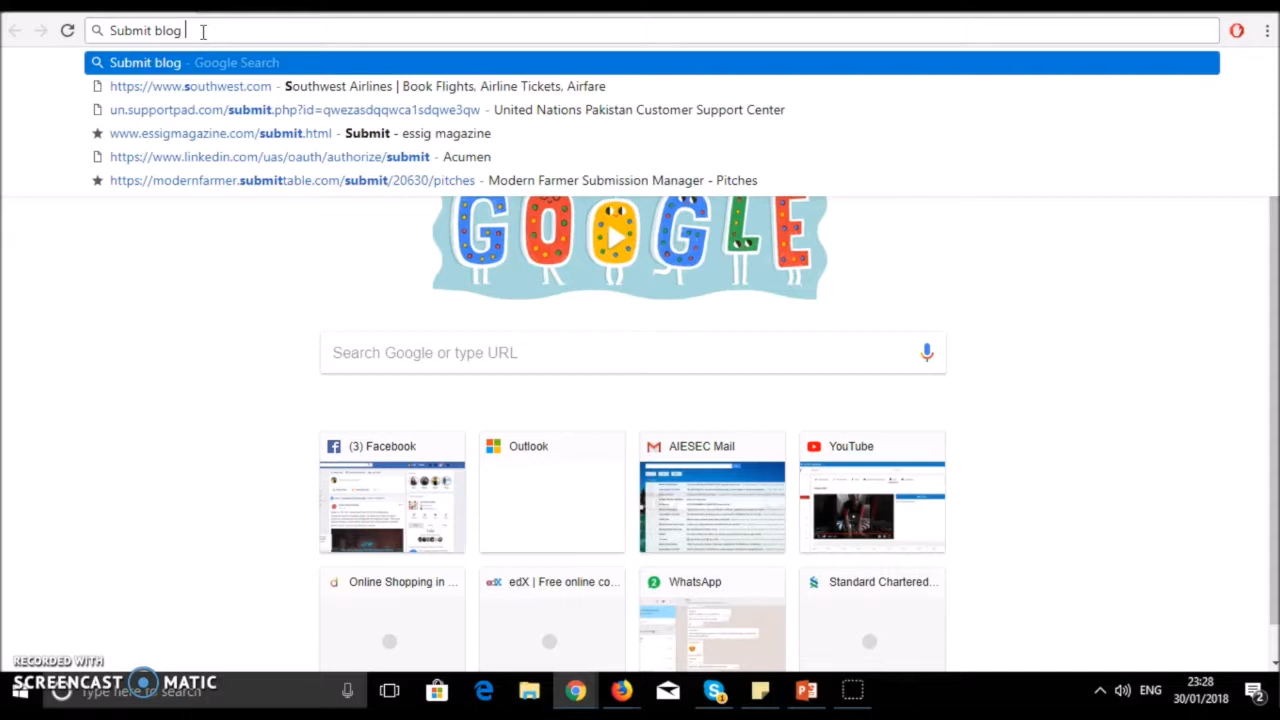 Submit blog
Submit blog - Google Search
https://www.southwest.com - Southwest Airlines | Book Flights, Airline Tickets, Airfare
un.supportpad.com/submit.php?id=qwezasdqqwca1sdqwe3qw - United Nations Pakistan Customer Support Center
www.essigmagazine.com/submit.html - Submit - essig magazine
https://www.linkedin.com/uas/oauth/authorize/submit - Acumen
https://modernfarmer.submittable.com/submit/20630/pitches - Modern Farmer Submission Manager - Pitches
GOOGLE
Search Google or type URL
(3) Facebook
Outlook
AIESEC Mail
YouTube
Online Shopping in ...
edX | Free online co...
WhatsApp
Standard Chartered...
RECORDED WITH
SCREENCAST MATIC
Type here to search
ENG
23:28
30/01/2018